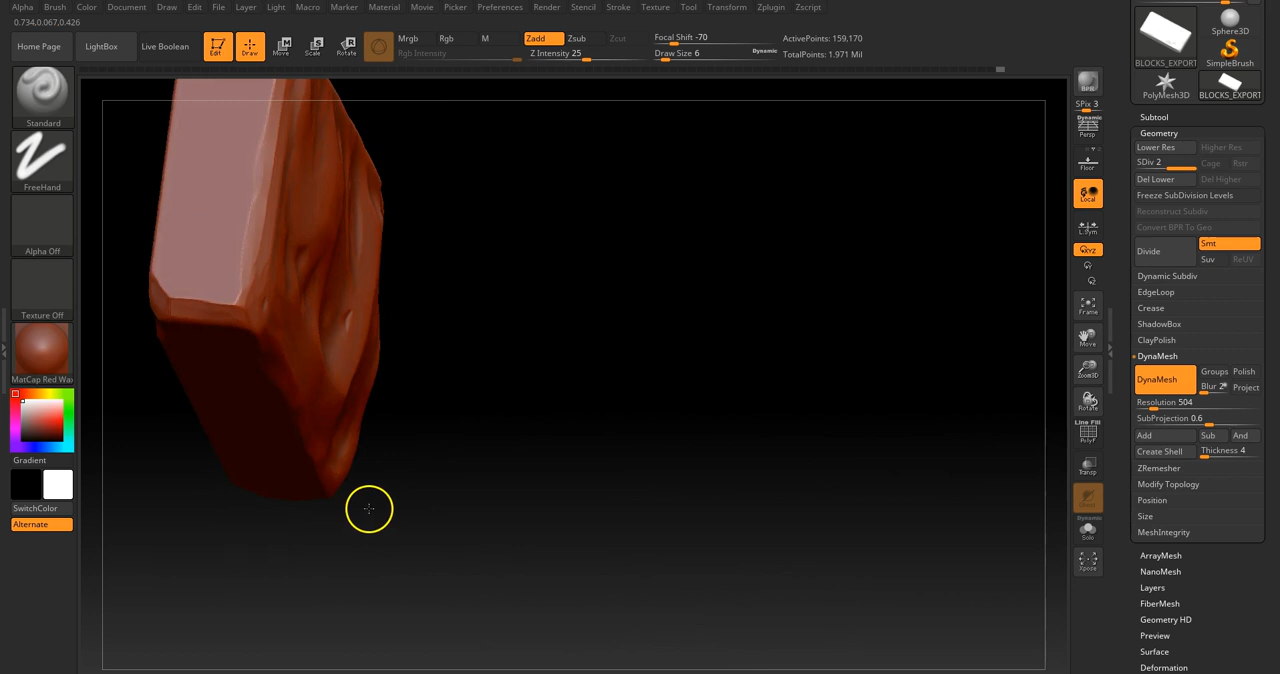 Alpha Brush Color Document Draw Edit File Layer Light Macro Marker Material Movie Picker Preferences Render Stencil Stroke Texture Tool Transform Zplugin Zscript
0.734,0.067,0.426
Home Page LightBox Live Boolean Edit Draw Move Scale Rotate
Mrgb Rgb M Zadd Zsub Zcut Focal Shift -70 ActivePoints: 159,170
Rgb Intensity Z Intensity 25 Draw Size 6 Dynamic TotalPoints: 1.971 Mil
Standard
FreeHand
Alpha Off
Texture Off
MatCap Red Wax
Gradient
SwitchColor
Alternate
BPR
SPix 3
Dynamic
Persp
Floor
Local
L.Sym
XYZ
Frame
Move
Zoom3D
Rotate
Line Fill
PolyF
Transp
Dynamic
Solo
Xpose
Sphere3D
BLOCKS_EXPORT SimpleBrush
PolyMesh3D BLOCKS_EXPORT
Subtool
Geometry
Lower Res Higher Res
SDiv 2 Cage Rstr
Del Lower Del Higher
Freeze SubDivision Levels
Reconstruct Subdiv
Convert BPR To Geo
Divide Smt
Suv ReUV
Dynamic Subdiv
EdgeLoop
Crease
ShadowBox
ClayPolish
DynaMesh
DynaMesh Groups Polish
Blur 2 Project
Resolution 504
SubProjection 0.6
Add Sub And
Create Shell Thickness 4
ZRemesher
Modify Topology
Position
Size
MeshIntegrity
ArrayMesh
NanoMesh
Layers
FiberMesh
Geometry HD
Preview
Surface
Deformation